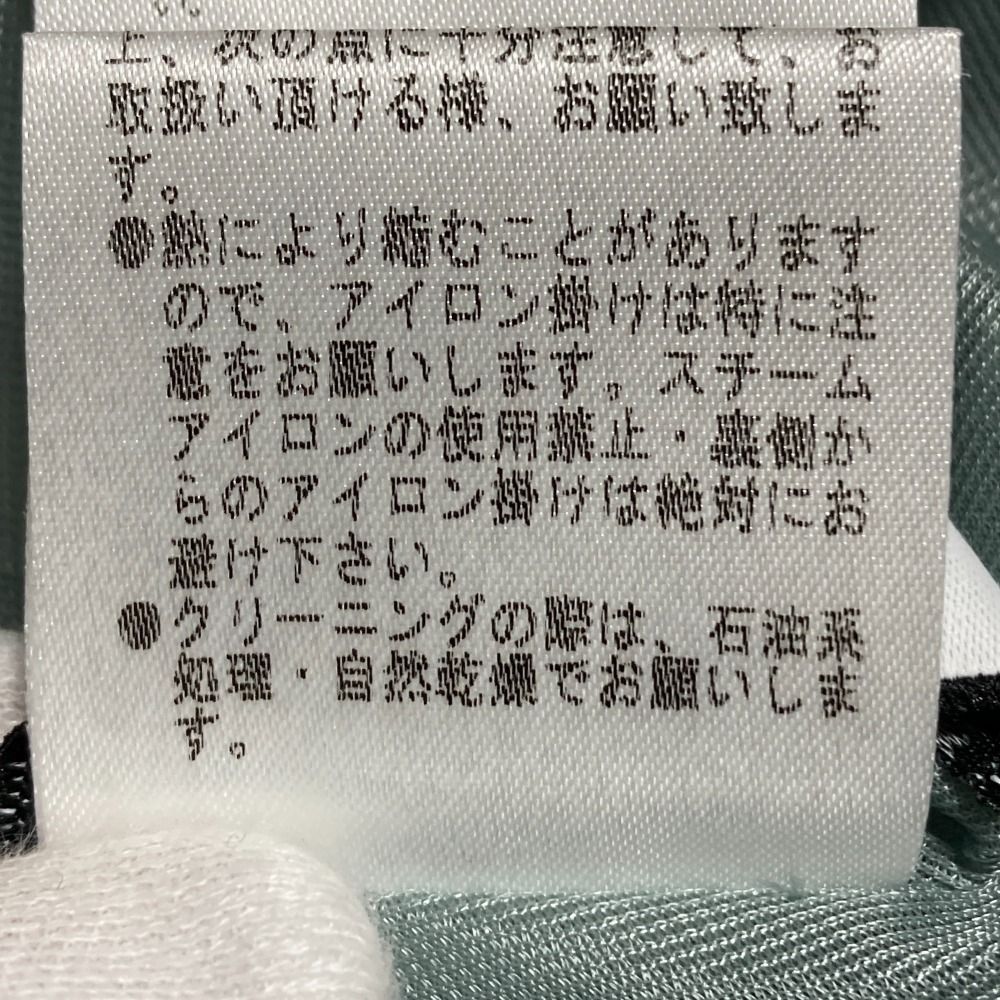 上、次の点に十分注意して、お
取扱い頂ける様、お願い致しま
す。
●熱により縮むことがあります
ので、アイロン掛けは特に注
意をお願いします。スチーム
アイロンの使用禁止・裏側か
らのアイロン掛けは絶対にお
避け下さい。
●クリーニングの際は、石油系
処理・自然乾燥でお願いしま
す。